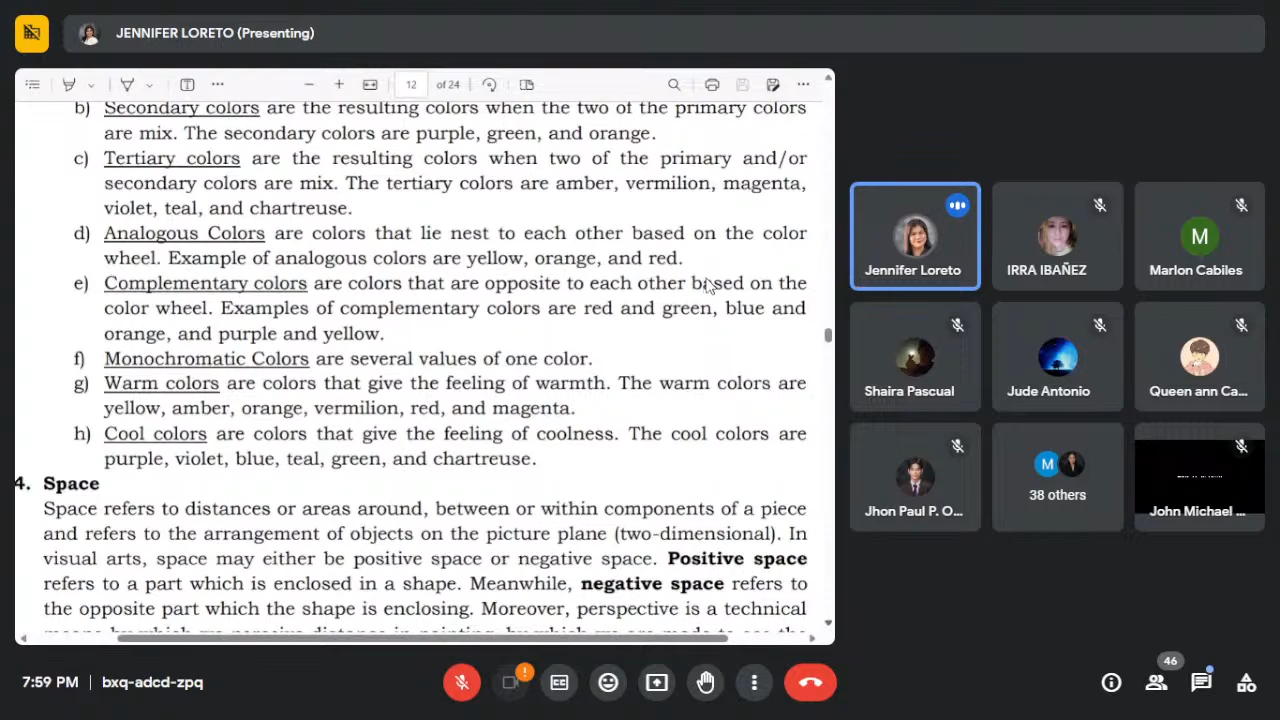 JENNIFER LORETO (Presenting)
12 of 24
b) Secondary colors are the resulting colors when the two of the primary colors
are mix. The secondary colors are purple, green, and orange.
c) Tertiary colors are the resulting colors when two of the primary and/or
secondary colors are mix. The tertiary colors are amber, vermilion, magenta,
violet, teal, and chartreuse.
d) Analogous Colors are colors that lie nest to each other based on the color
wheel. Example of analogous colors are yellow, orange, and red.
e) Complementary colors are colors that are opposite to each other based on the
color wheel. Examples of complementary colors are red and green, blue and
orange, and purple and yellow.
f) Monochromatic Colors are several values of one color.
g) Warm colors are colors that give the feeling of warmth. The warm colors are
yellow, amber, orange, vermilion, red, and magenta.
h) Cool colors are colors that give the feeling of coolness. The cool colors are
purple, violet, blue, teal, green, and chartreuse.
4. Space
Space refers to distances or areas around, between or within components of a piece
and refers to the arrangement of objects on the picture plane (two-dimensional). In
visual arts, space may either be positive space or negative space. Positive space
refers to a part which is enclosed in a shape. Meanwhile, negative space refers to
the opposite part which the shape is enclosing. Moreover, perspective is a technical
Jennifer Loreto
IRRA IBAÑEZ
M
Marlon Cabiles
Shaira Pascual
Jude Antonio
Queen ann Ca...
Jhon Paul P. O...
M
38 others
John Michael ...
7:59 PM | bxq-adcd-zpq
46